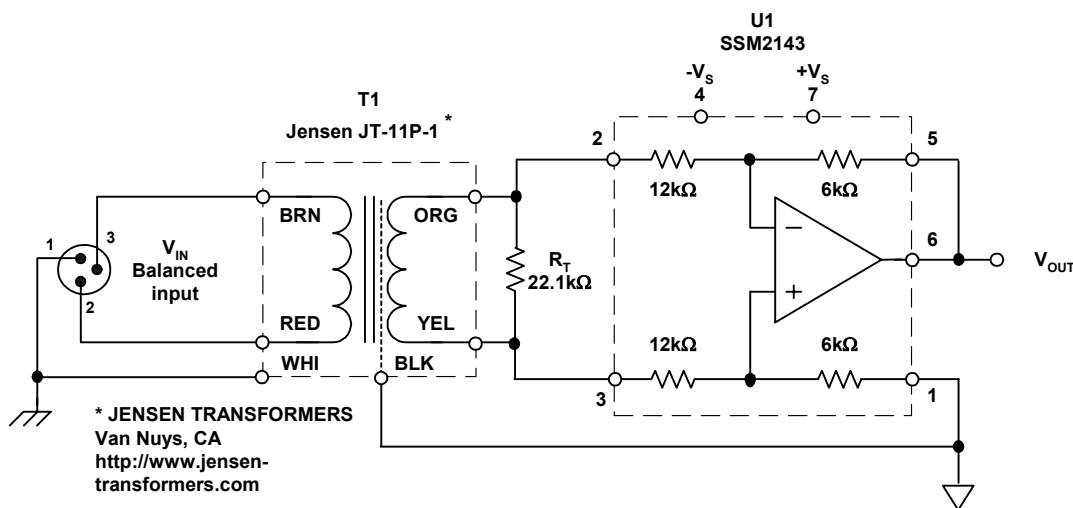 U1
SSM2143
-VS
+VS
4
7
T1
Jensen JT-11P-1 *
2
5
12kΩ
6kΩ
BRN
ORG
1
3
VIN
Balanced
input
2
RT
22.1kΩ
−
+
6
VOUT
RED
YEL
WHI
BLK
12kΩ
6kΩ
3
1
* JENSEN TRANSFORMERS
Van Nuys, CA
http://www.jensen-
transformers.com